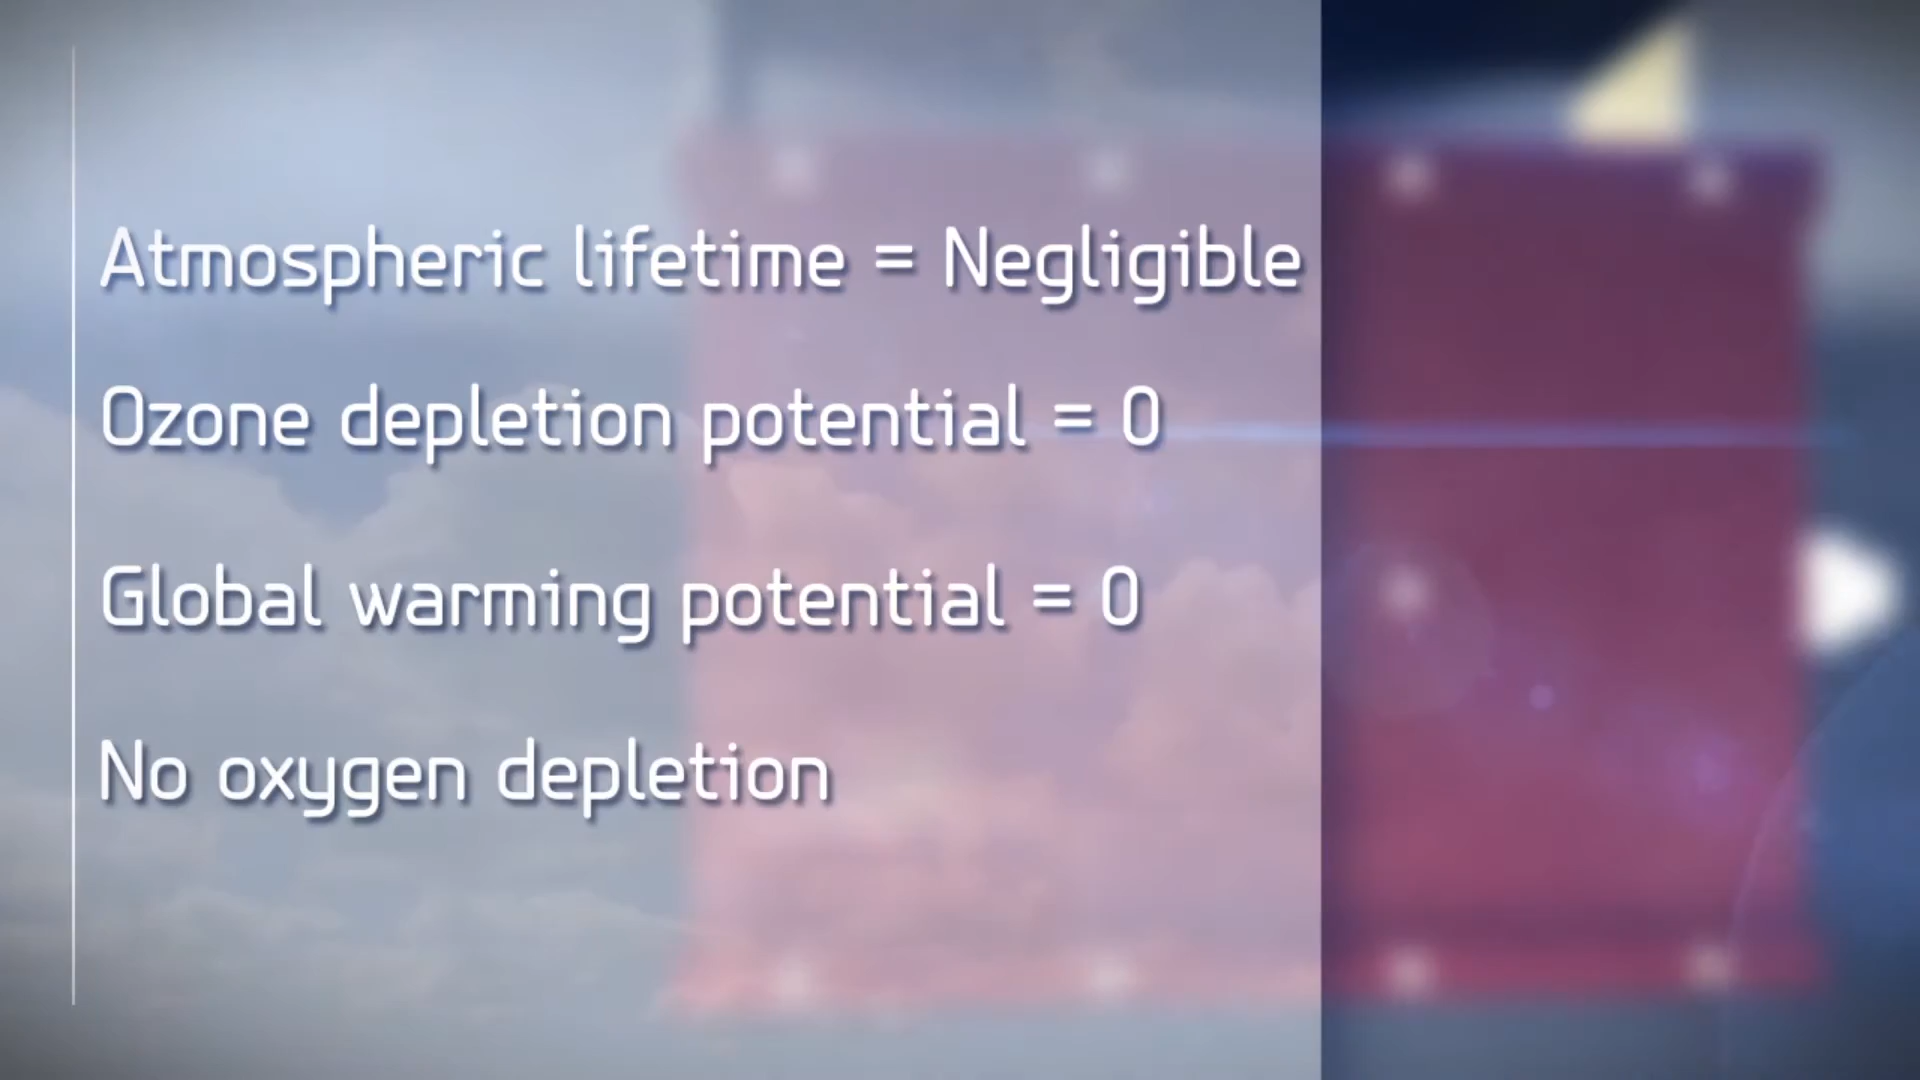 Atmospheric lifetime = Negligible
Ozone depletion potential = 0
Global warming potential = 0
No oxygen depletion